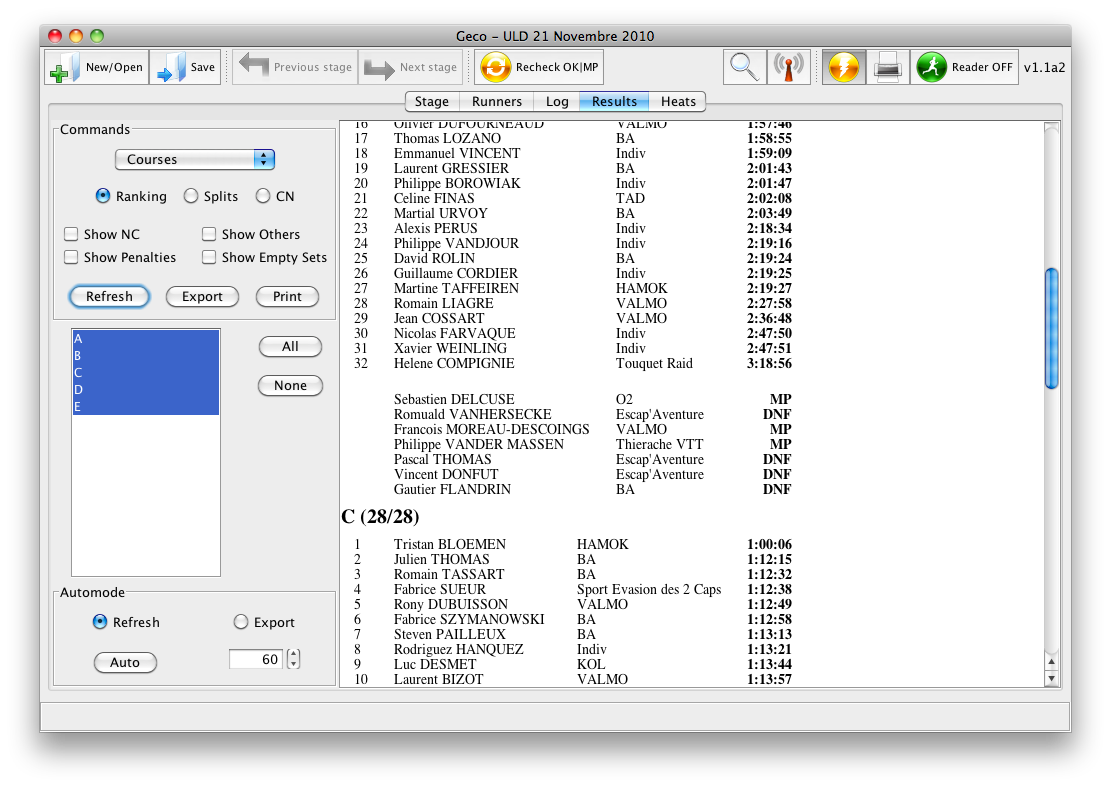 Geco - ULD 21 Novembre 2010
New/Open Save Previous stage Next stage Recheck OK|MP Reader OFF v1.1a2
Stage Runners Log Results Heats
Commands
Courses
Ranking Splits CN
Show NC Show Others
Show Penalties Show Empty Sets
Refresh Export Print
A
B
C
D
E
All
None
Automode
Refresh Export
Auto 60
16 Olivier DUFOURNEAUD VALMO 1:57:46
17 Thomas LOZANO BA 1:58:55
18 Emmanuel VINCENT Indiv 1:59:09
19 Laurent GRESSIER BA 2:01:43
20 Philippe BOROWIAK Indiv 2:01:47
21 Celine FINAS TAD 2:02:08
22 Martial URVOY BA 2:03:49
23 Alexis PERUS Indiv 2:18:34
24 Philippe VANDJOUR Indiv 2:19:16
25 David ROLIN BA 2:19:24
26 Guillaume CORDIER Indiv 2:19:25
27 Martine TAFFEIREN HAMOK 2:19:27
28 Romain LIAGRE VALMO 2:27:58
29 Jean COSSART VALMO 2:36:48
30 Nicolas FARVAQUE Indiv 2:47:50
31 Xavier WEINLING Indiv 2:47:51
32 Helene COMPIGNIE Touquet Raid 3:18:56
Sebastien DELCUSE O2 MP
Romuald VANHERSECKE Escap'Aventure DNF
Francois MOREAU-DESCOINGS VALMO MP
Philippe VANDER MASSEN Thierache VTT MP
Pascal THOMAS Escap'Aventure DNF
Vincent DONFUT Escap'Aventure DNF
Gautier FLANDRIN BA DNF
C (28/28)
1 Tristan BLOEMEN HAMOK 1:00:06
2 Julien THOMAS BA 1:12:15
3 Romain TASSART BA 1:12:32
4 Fabrice SUEUR Sport Evasion des 2 Caps 1:12:38
5 Rony DUBUISSON VALMO 1:12:49
6 Fabrice SZYMANOWSKI BA 1:12:58
7 Steven PAILLEUX BA 1:13:13
8 Rodriguez HANQUEZ Indiv 1:13:21
9 Luc DESMET KOL 1:13:44
10 Laurent BIZOT VALMO 1:13:57